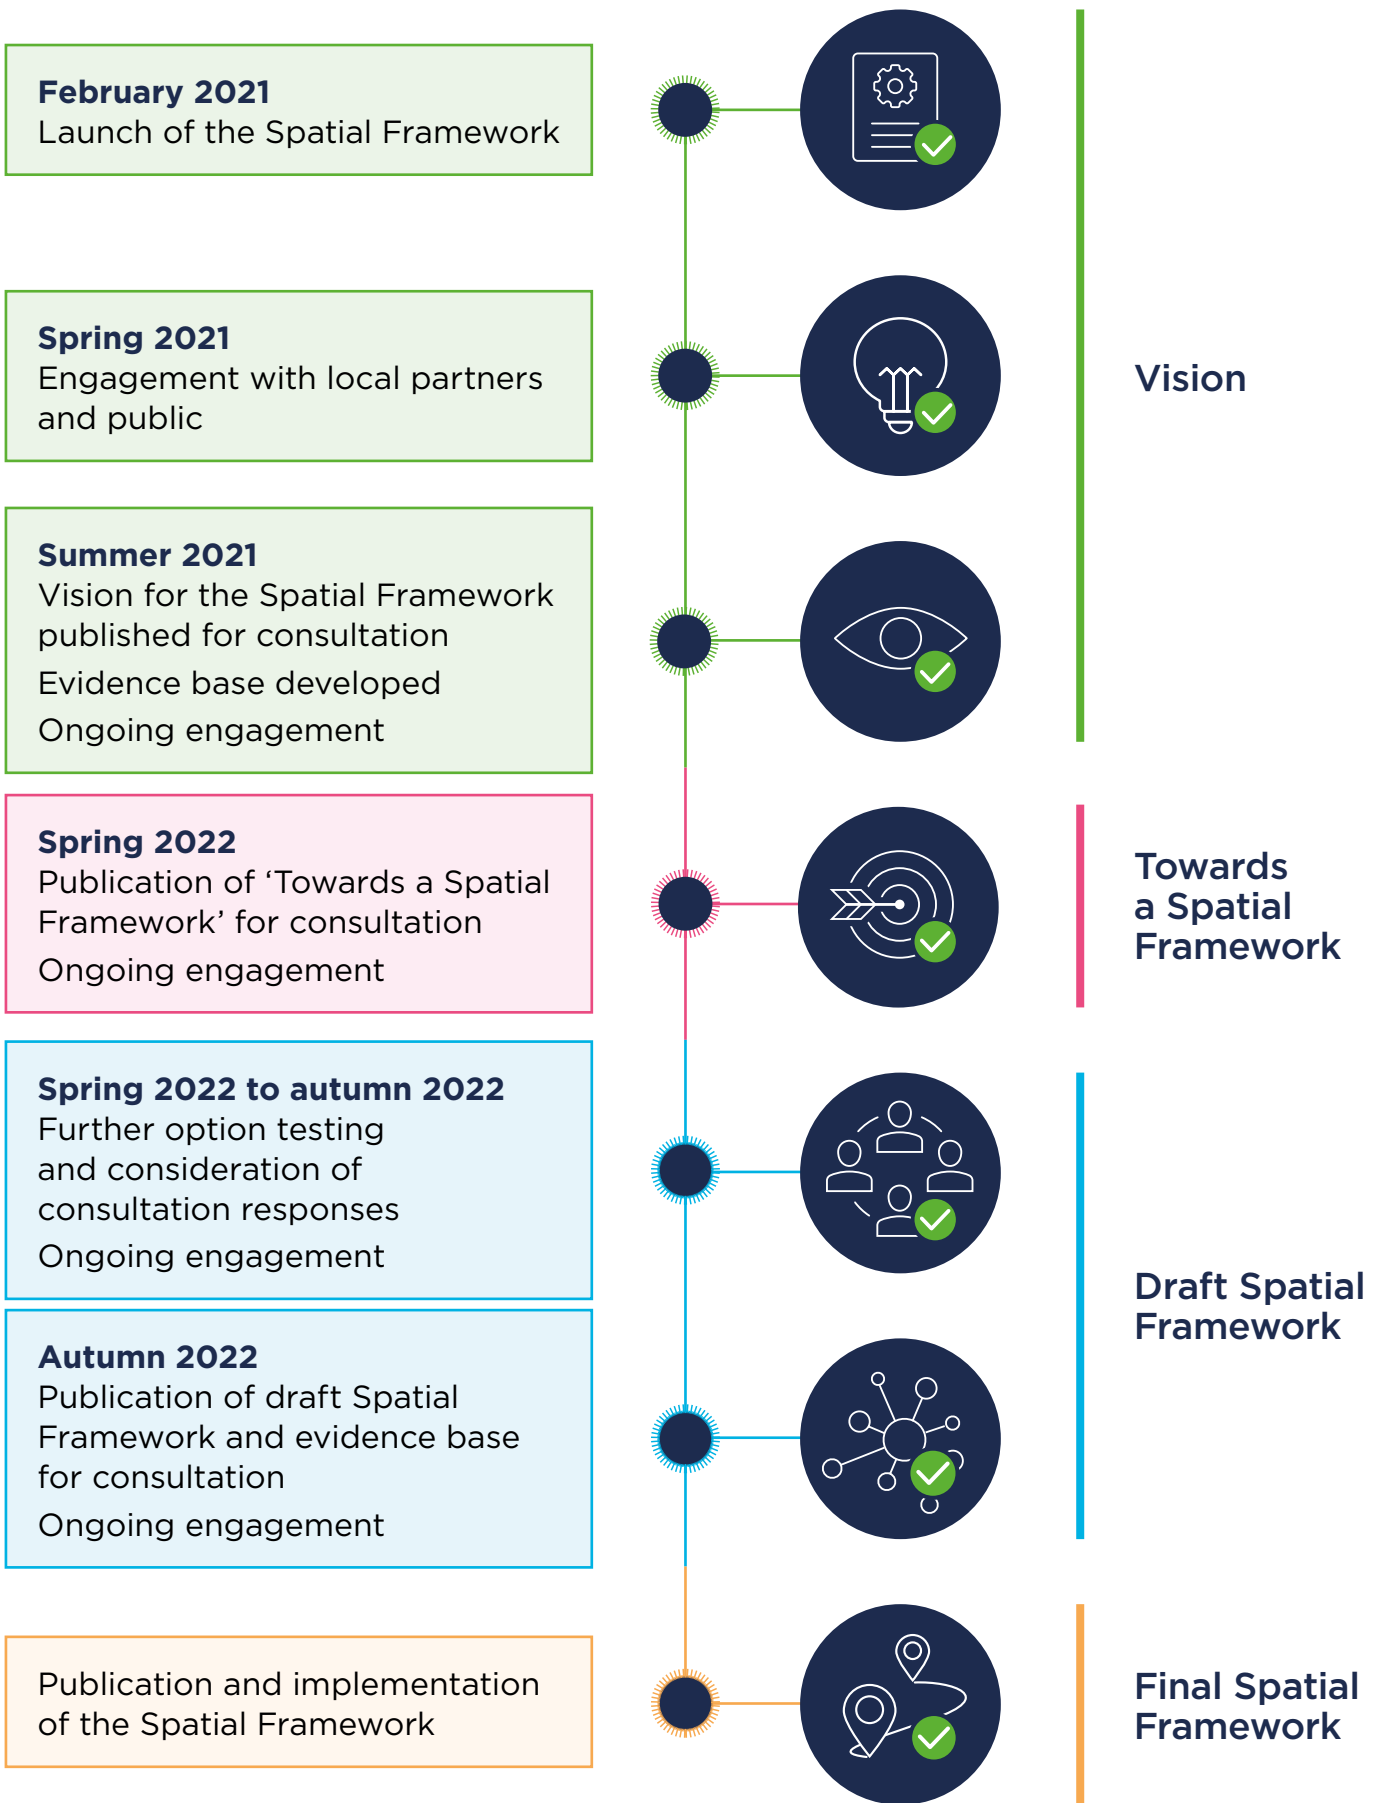 February 2021
Launch of the Spatial Framework
Spring 2021
Engagement with local partners
and public
Vision
Summer 2021
Vision for the Spatial Framework
published for consultation
Evidence base developed
Ongoing engagement
Spring 2022
Publication of ‘Towards a Spatial
Framework’ for consultation
Ongoing engagement
Towards
a Spatial
Framework
Spring 2022 to autumn 2022
Further option testing
and consideration of
consultation responses
Ongoing engagement
Draft Spatial
Framework
Autumn 2022
Publication of draft Spatial
Framework and evidence base
for consultation
Ongoing engagement
Publication and implementation
of the Spatial Framework
Final Spatial
Framework